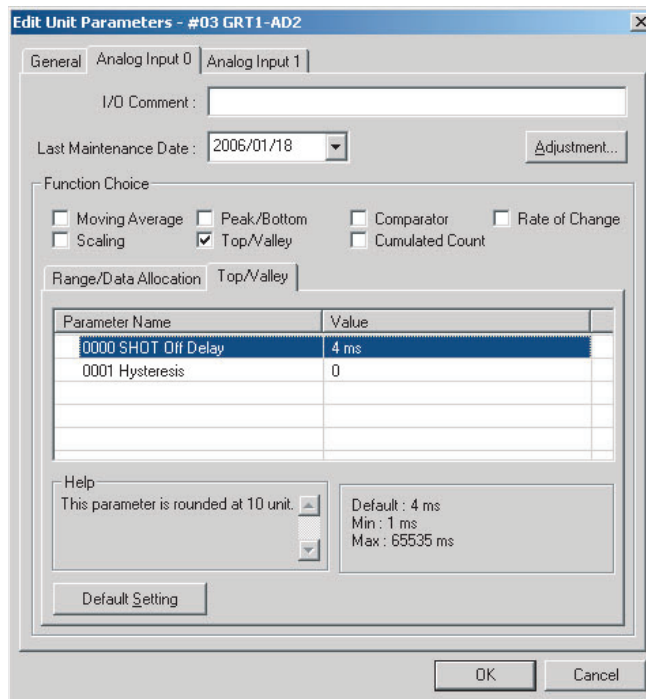 Edit Unit Parameters - #03 GRT1-AD2
General Analog Input 0 Analog Input 1
I/O Comment :
Last Maintenance Date : 2006/01/18 Adjustment...
Function Choice
Moving Average Peak/Bottom Comparator Rate of Change
Scaling Top/Valley Cumulated Count
Range/Data Allocation Top/Valley
Parameter Name Value
0000 SHOT Off Delay 4 ms
0001 Hysteresis 0
Help
This parameter is rounded at 10 unit.
Default : 4 ms
Min : 1 ms
Max : 65535 ms
Default Setting
OK Cancel